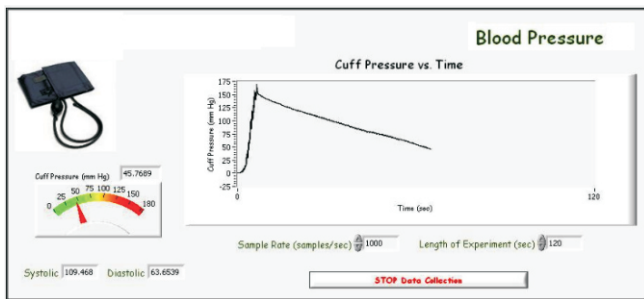 Blood Pressure
Cuff Pressure vs. Time
175
150
125
100
75
50
25
0
-25
Cuff Pressure (mm Hg)
0
120
Time (sec)
Cuff Pressure (mm Hg) 45.7689
0 25 50 75 100 125 150 180
Sample Rate (samples/sec) 1000 Length of Experiment (sec) 120
Systolic 109.468 Diastolic 63.6539
STOP Data Collection